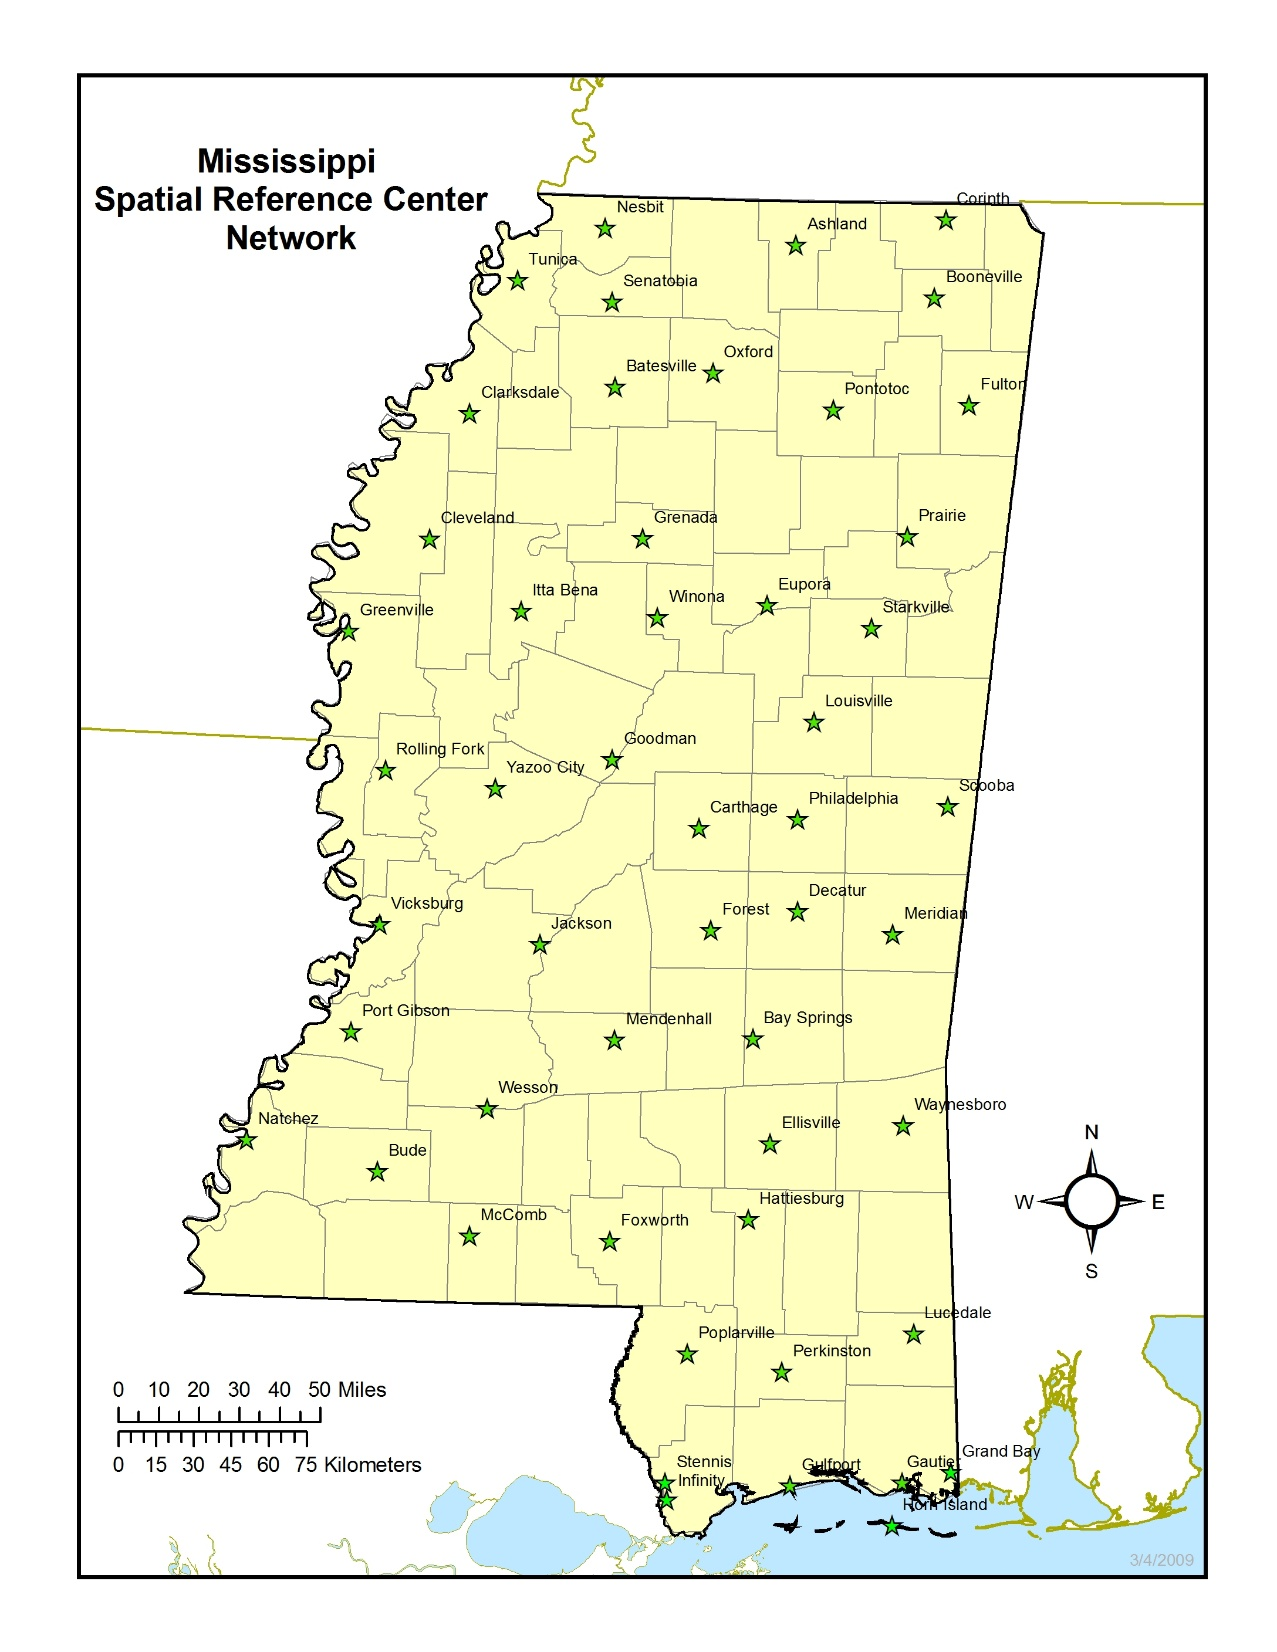 Mississippi
Spatial Reference Center
Network
Corinth
Nesbit
Ashland
Tunica
Booneville
Senatobia
Oxford
Batesville
Fulton
Pontotoc
Clarksdale
Prairie
Grenada
Cleveland
Eupora
Itta Bena
Winona
Starkville
Greenville
Louisville
Goodman
Rolling Fork
Yazoo City
Scooba
Philadelphia
Carthage
Decatur
Vicksburg
Forest
Meridian
Jackson
Port Gibson
Bay Springs
Mendenhall
Wesson
Waynesboro
Natchez
Ellisville
N
Bude
Hattiesburg
W E
McComb
Foxworth
S
Lucedale
Poplarville
Perkinston
0 10 20 30 40 50 Miles
0 15 30 45 60 75 Kilometers
Grand Bay
Stennis
Gulfport
Gautier
Infinity
Horn Island
3/4/2009